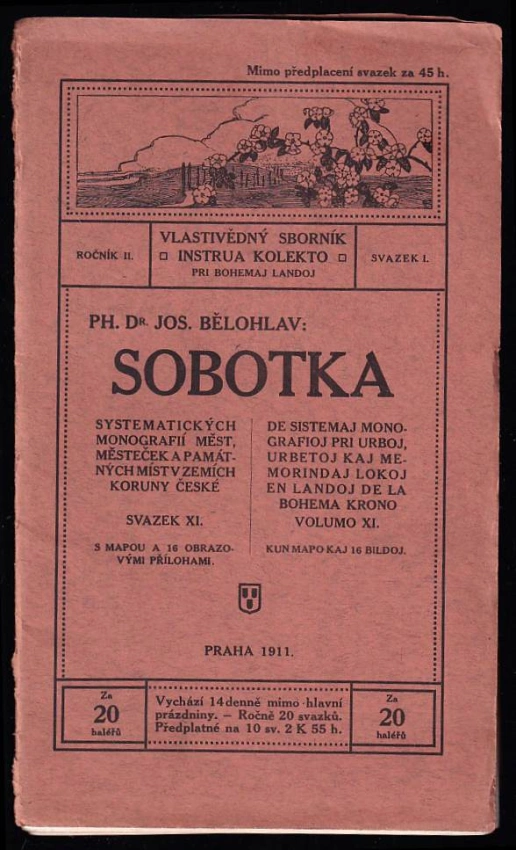 Mimo předplacení svazek za 45 h.
ROČNÍK II.
VLASTIVĚDNÝ SBORNÍK
INSTRUA KOLEKTO
PRI BOHEMAJ LANDOJ
SVAZEK I.
PH. DR. JOS. BĚLOHLAV:
SOBOTKA
SYSTEMATICKÝCH
MONOGRAFIÍ MĚST,
MĚSTEČEK A PAMÁT-
NÝCH MÍST V ZEMÍCH
KORUNY ČESKÉ
SVAZEK XI.
S MAPOU A 16 OBRAZO-
VÝMI PŘÍLOHAMI.
DE SISTEMAJ MONO-
GRAFIOJ PRI URBOJ,
URBETOJ KAJ ME-
MORINDAJ LOKOJ
EN LANDOJ DE LA
BOHEMA KRONO
VOLUMO XI.
KUN MAPO KAJ 16 BILDOJ.
PRAHA 1911.
Za
20
haléřů
Vychází 14denně mimo hlavní
prázdniny. — Ročně 20 svazků.
Předplatné na 10 sv. 2 K 55 h.
Za
20
haléřů